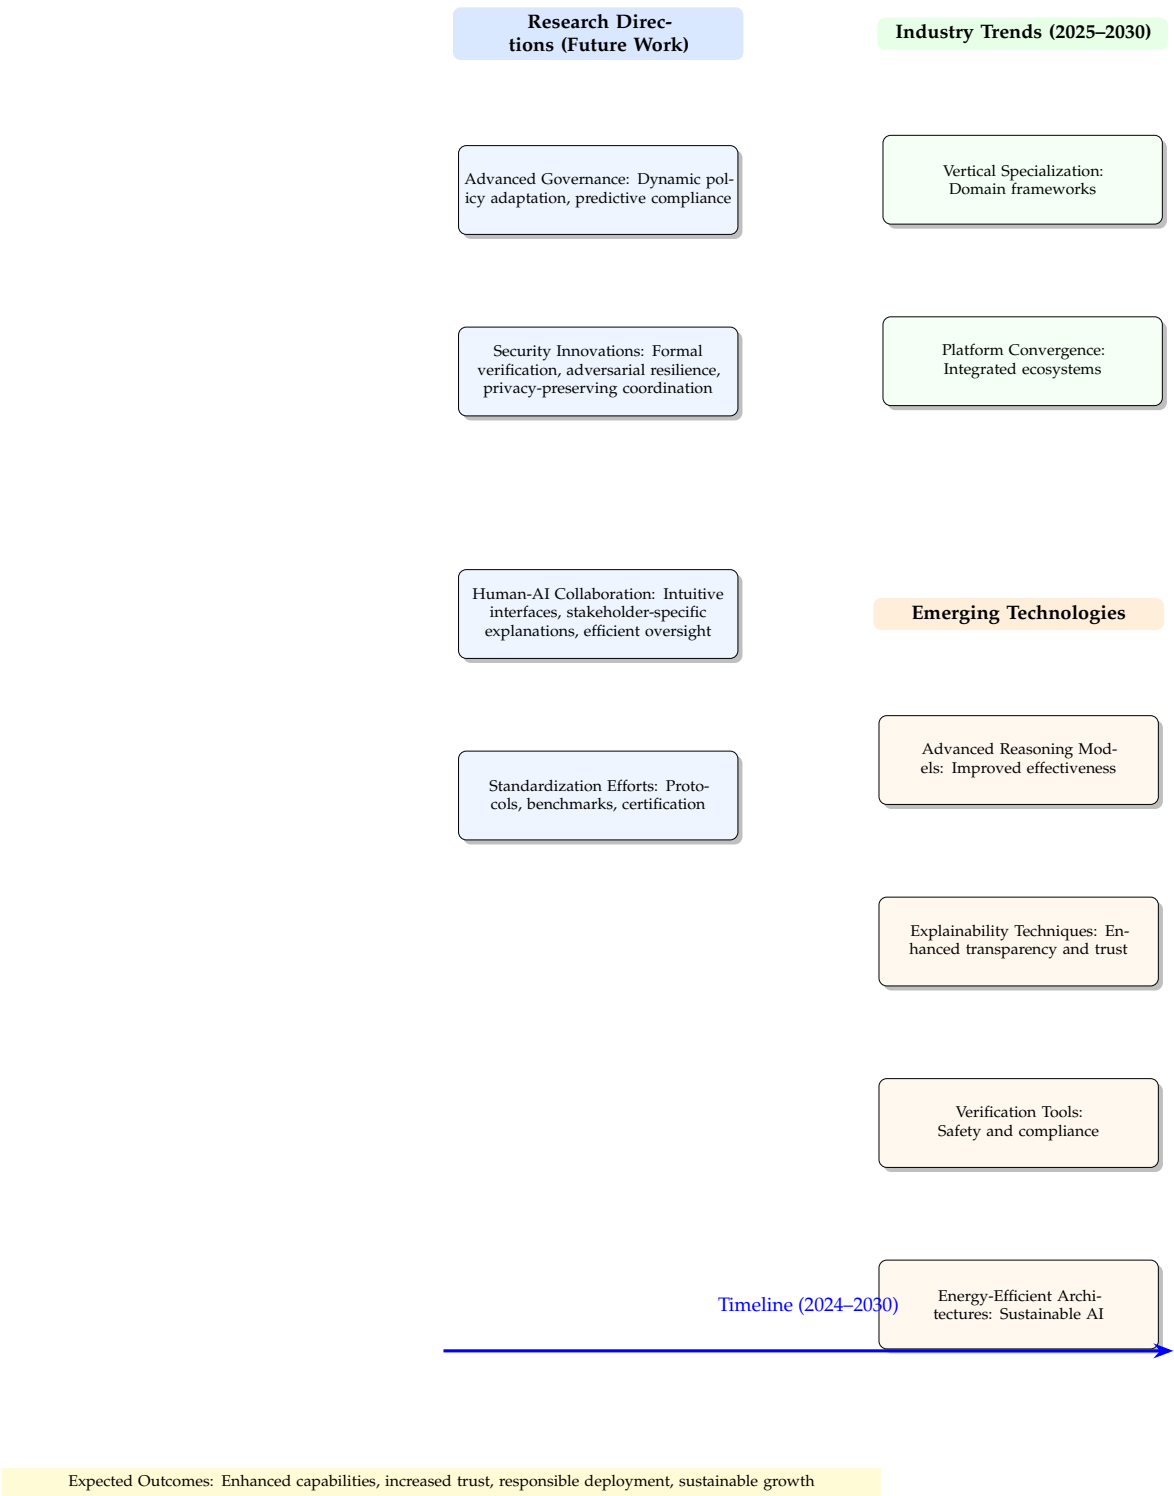 Research Direc-
tions (Future Work)
Advanced Governance: Dynamic pol-
icy adaptation, predictive compliance
Security Innovations: Formal
verification, adversarial resilience,
privacy-preserving coordination
Human-AI Collaboration: Intuitive
interfaces, stakeholder-specific
explanations, efficient oversight
Standardization Efforts: Proto-
cols, benchmarks, certification
Industry Trends (2025–2030)
Vertical Specialization:
Domain frameworks
Platform Convergence:
Integrated ecosystems
Emerging Technologies
Advanced Reasoning Mod-
els: Improved effectiveness
Explainability Techniques: En-
hanced transparency and trust
Verification Tools:
Safety and compliance
Energy-Efficient Archi-
tectures: Sustainable AI
Timeline (2024–2030)
Expected Outcomes: Enhanced capabilities, increased trust, responsible deployment, sustainable growth